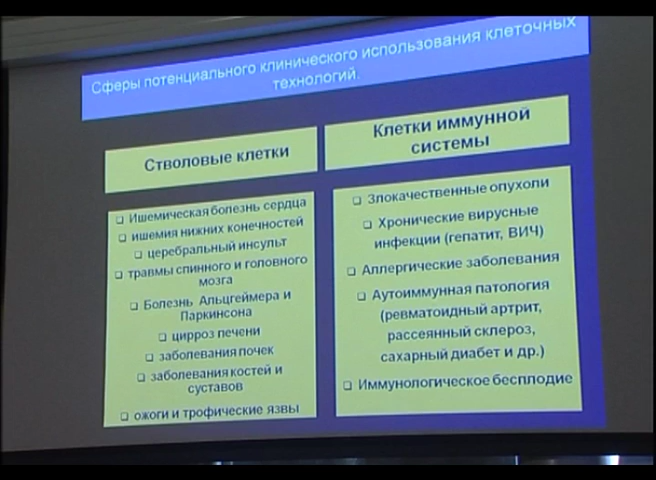 Сферы потенциального клинического использования клеточных
технологий.
Стволовые клетки
❑ Ишемическая болезнь сердца
❑ ишемия нижних конечностей
❑ церебральный инсульт
❑ травмы спинного и головного
мозга
❑ Болезнь Альцгеймера и
Паркинсона
❑ цирроз печени
❑ заболевания почек
❑ заболевания костей и
суставов
❑ ожоги и трофические язвы
Клетки иммунной
системы
❑ Злокачественные опухоли
❑ Хронические вирусные
инфекции (гепатит, ВИЧ)
❑ Аллергические заболевания
❑ Аутоиммунная патология
(ревматоидный артрит,
рассеянный склероз,
сахарный диабет и др.)
❑ Иммунологическое бесплодие